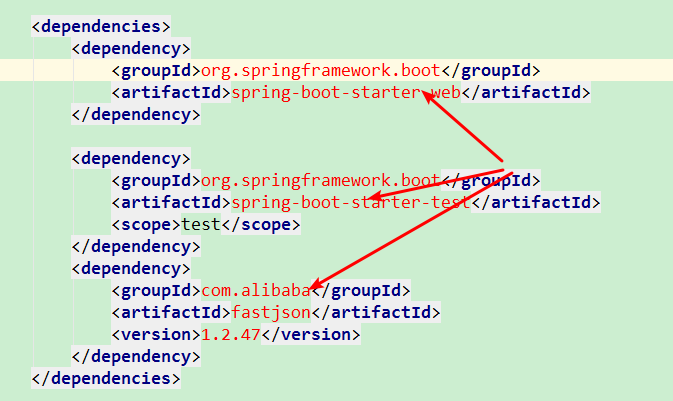 <dependencies>
<dependency>
<groupId>org.springframework.boot</groupId>
<artifactId>spring-boot-starter-web</artifactId>
</dependency>
<dependency>
<groupId>org.springframework.boot</groupId>
<artifactId>spring-boot-starter-test</artifactId>
<scope>test</scope>
</dependency>
<dependency>
<groupId>com.alibaba</groupId>
<artifactId>fastjson</artifactId>
<version>1.2.47</version>
</dependency>
</dependencies>